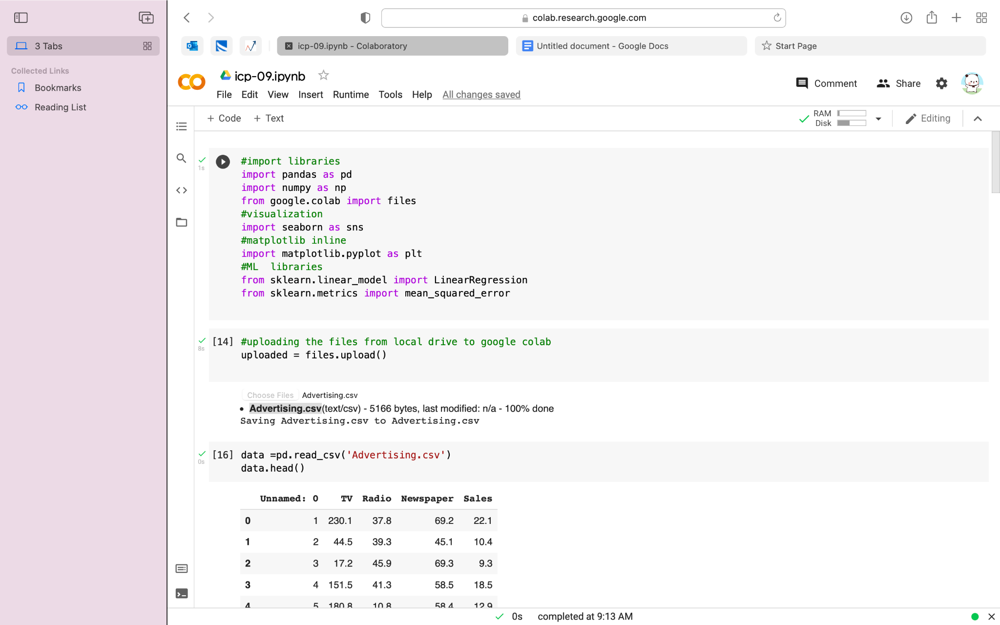 3 Tabs
Collected Links
Bookmarks
Reading List
colab.research.google.com
icp-09.ipynb - Colaboratory
Untitled document - Google Docs
Start Page
icp-09.ipynb
Comment
Share
File Edit View Insert Runtime Tools Help All changes saved
+ Code + Text
RAM
Disk
Editing
1s
#import libraries
import pandas as pd
import numpy as np
from google.colab import files
#visualization
import seaborn as sns
#matplotlib inline
import matplotlib.pyplot as plt
#ML  libraries
from sklearn.linear_model import LinearRegression
from sklearn.metrics import mean_squared_error
8s
[14] #uploading the files from local drive to google colab
uploaded = files.upload()
Choose Files Advertising.csv
• Advertising.csv(text/csv) - 5166 bytes, last modified: n/a - 100% done
Saving Advertising.csv to Advertising.csv
0s
[16] data =pd.read_csv('Advertising.csv')
data.head()
Unnamed: 0 TV Radio Newspaper Sales
0 1 230.1 37.8 69.2 22.1
1 2 44.5 39.3 45.1 10.4
2 3 17.2 45.9 69.3 9.3
3 4 151.5 41.3 58.5 18.5
4 5 180.8 10.8 58.4 12.9
0s completed at 9:13 AM